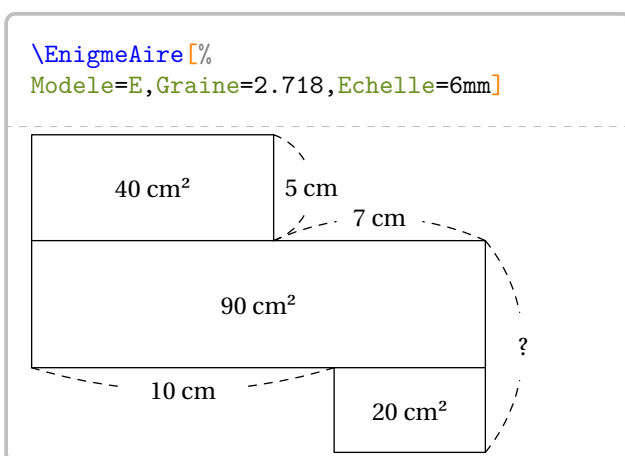 \EnigmeAire[%
Modele=E,Graine=2.718,Echelle=6mm]
40 cm²
5 cm
7 cm
90 cm²
?
10 cm
20 cm²